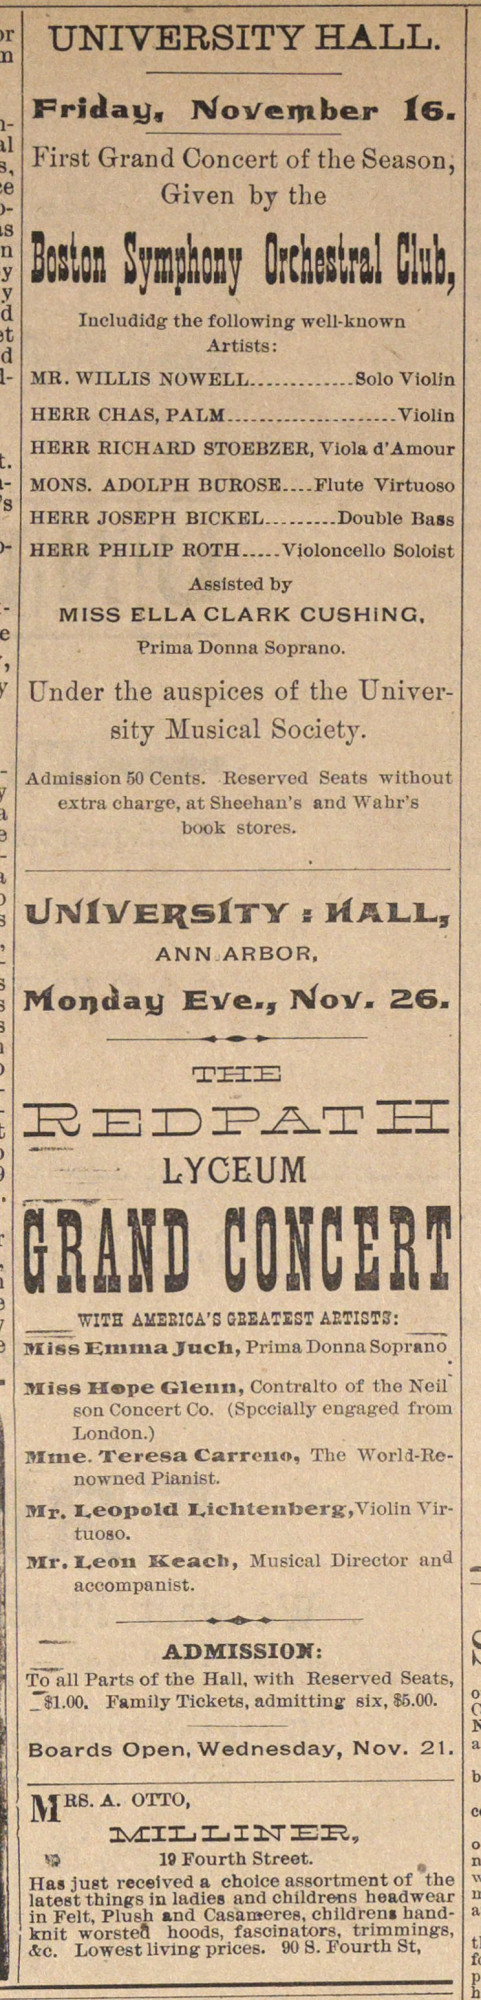 UNIVERSITY HALL.
Friday, November 16.
First Grand Concert of the Season,
Given by the
Boston Symphony Orchestral Club,
Includidg the following well-known
Artists:
MR. WILLIS NOWELL.............Solo Violin
HERR CHAS, PALM......................Violin
HERR RICHARD STOEBZER, Viola d'Amour
MONS. ADOLPH BUROSE....Flute Virtuoso
HERR JOSEPH BICKEL.........Double Bass
HERR PHILIP ROTH.....Violoncello Soloist
Assisted by
MISS ELLA CLARK CUSHING,
Prima Donna Soprano.
Under the auspices of the Univer-
sity Musical Society.
Admission 50 Cents. Reserved Seats without
extra charge, at Sheehan's and Wahr's
book stores.
UNIVERSITY : HALL,
ANN ARBOR,
Monday Eve., Nov. 26.
THE
REDPATH
LYCEUM
GRAND CONCERT
WITH AMERICA'S GREATEST ARTISTS:
Miss Emma Juch, Prima Donna Soprano
Miss Hope Glenn, Contralto of the Neil
son Concert Co. (Spccially engaged from
London.)
Mme. Teresa Carreno, The World-Re-
nowned Pianist.
Mr. Leopold Lichtenberg, Violin Vir-
tuoso.
Mr. Leon Keach, Musical Director and
accompanist.
ADMISSION:
To all Parts of the Hall, with Reserved Seats,
$1.00. Family Tickets, admitting six, $5.00.
Boards Open, Wednesday, Nov. 21.
MRS. A. OTTO,
MILLINER,
19 Fourth Street.
Has just received a choice assortment of the
latest things in ladies and childrens headwear
in Felt, Plush and Casameres, childrens hand-
knit worsted hoods, fascinators, trimmings,
&c. Lowest living prices. 90 S. Fourth St,